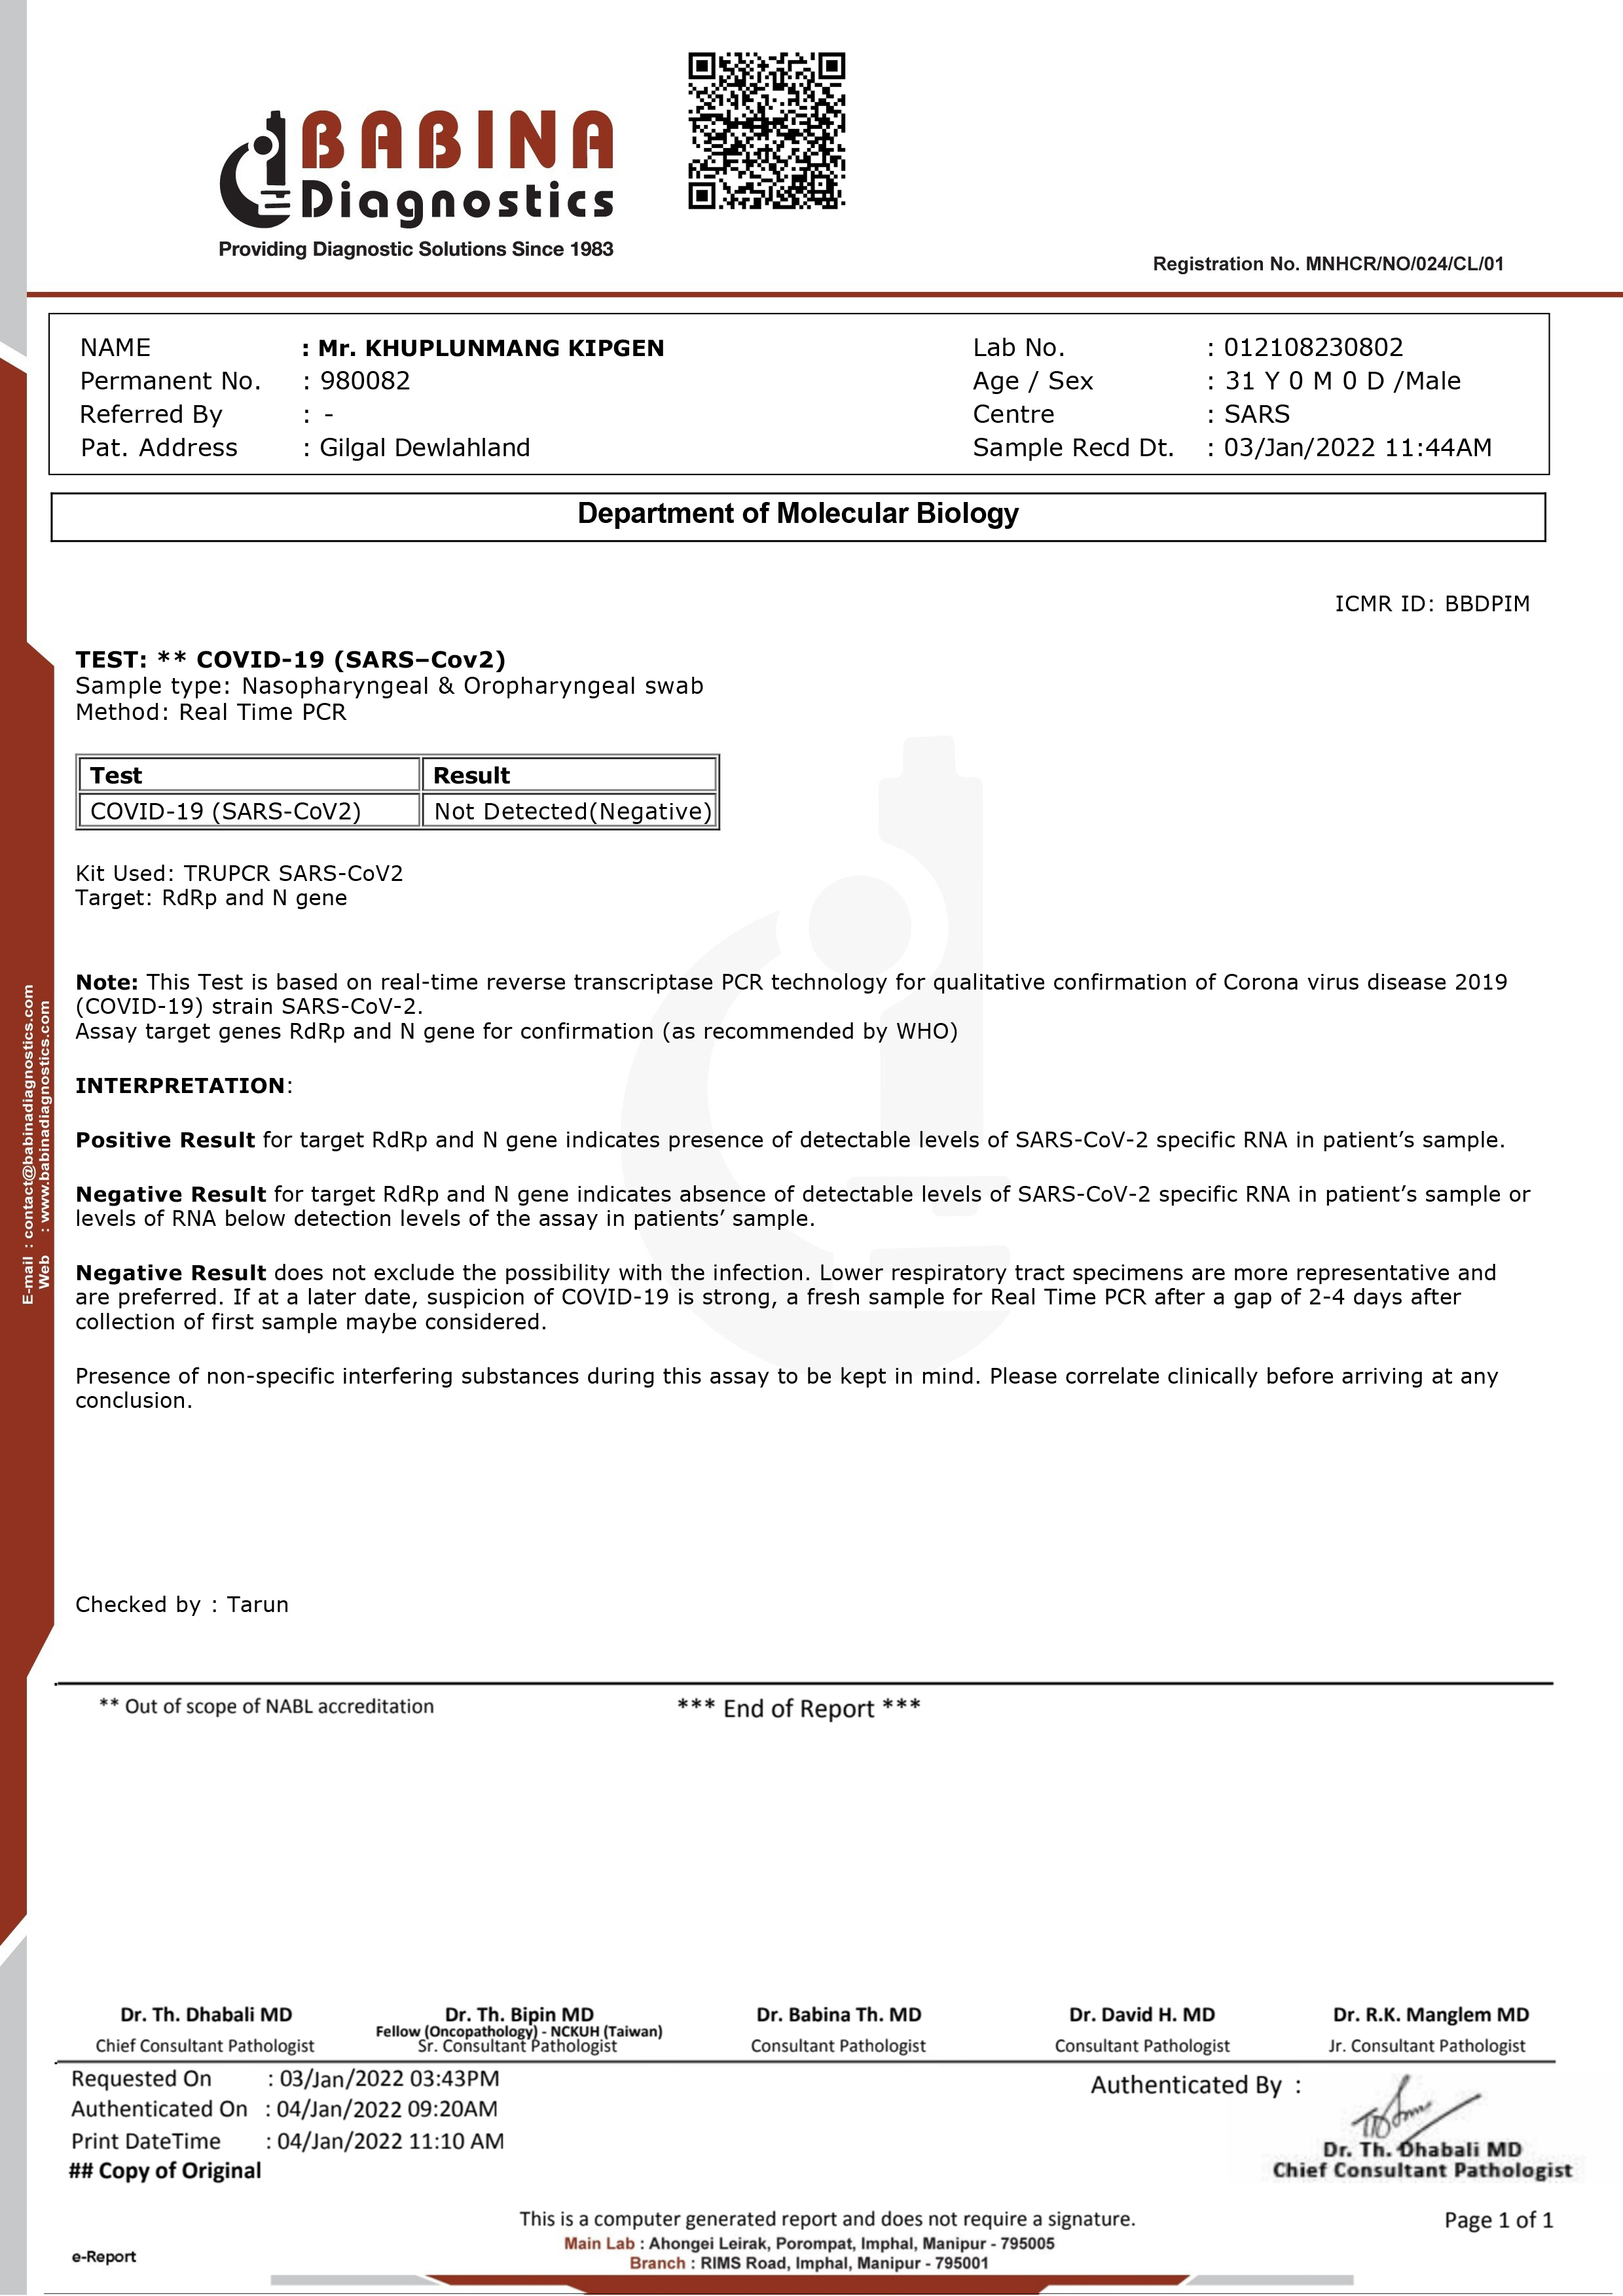 BABINA
Diagnostics
Providing Diagnostic Solutions Since 1983
Registration No. MNHCR/NO/024/CL/01
NAME : Mr. KHUPLUNMANG KIPGEN Lab No. : 012108230802
Permanent No. : 980082 Age / Sex : 31 Y 0 M 0 D /Male
Referred By : - Centre : SARS
Pat. Address : Gilgal Dewlahland Sample Recd Dt. : 03/Jan/2022 11:44AM
Department of Molecular Biology
ICMR ID: BBDPIM
TEST: ** COVID-19 (SARS–Cov2)
Sample type: Nasopharyngeal & Oropharyngeal swab
Method: Real Time PCR
Test Result
COVID-19 (SARS-CoV2) Not Detected(Negative)
Kit Used: TRUPCR SARS-CoV2
Target: RdRp and N gene
Note: This Test is based on real-time reverse transcriptase PCR technology for qualitative confirmation of Corona virus disease 2019
(COVID-19) strain SARS-CoV-2.
Assay target genes RdRp and N gene for confirmation (as recommended by WHO)
INTERPRETATION:
Positive Result for target RdRp and N gene indicates presence of detectable levels of SARS-CoV-2 specific RNA in patient’s sample.
Negative Result for target RdRp and N gene indicates absence of detectable levels of SARS-CoV-2 specific RNA in patient’s sample or
levels of RNA below detection levels of the assay in patients’ sample.
Negative Result does not exclude the possibility with the infection. Lower respiratory tract specimens are more representative and
are preferred. If at a later date, suspicion of COVID-19 is strong, a fresh sample for Real Time PCR after a gap of 2-4 days after
collection of first sample maybe considered.
Presence of non-specific interfering substances during this assay to be kept in mind. Please correlate clinically before arriving at any
conclusion.
E-mail : contact@babinadiagnostics.com
Web : www.babinadiagnostics.com
Checked by : Tarun
** Out of scope of NABL accreditation *** End of Report ***
Dr. Th. Dhabali MD Dr. Th. Bipin MD Dr. Babina Th. MD Dr. David H. MD Dr. R.K. Manglem MD
Fellow (Oncopathology) - NCKUH (Taiwan)
Chief Consultant Pathologist Sr. Consultant Pathologist Consultant Pathologist Consultant Pathologist Jr. Consultant Pathologist
Requested On : 03/Jan/2022 03:43PM Authenticated By :
Authenticated On : 04/Jan/2022 09:20AM
Print DateTime : 04/Jan/2022 11:10 AM
Dr. Th. Dhabali MD
## Copy of Original Chief Consultant Pathologist
This is a computer generated report and does not require a signature. Page 1 of 1
Main Lab : Ahongei Leirak, Porompat, Imphal, Manipur - 795005
e-Report
Branch : RIMS Road, Imphal, Manipur - 795001